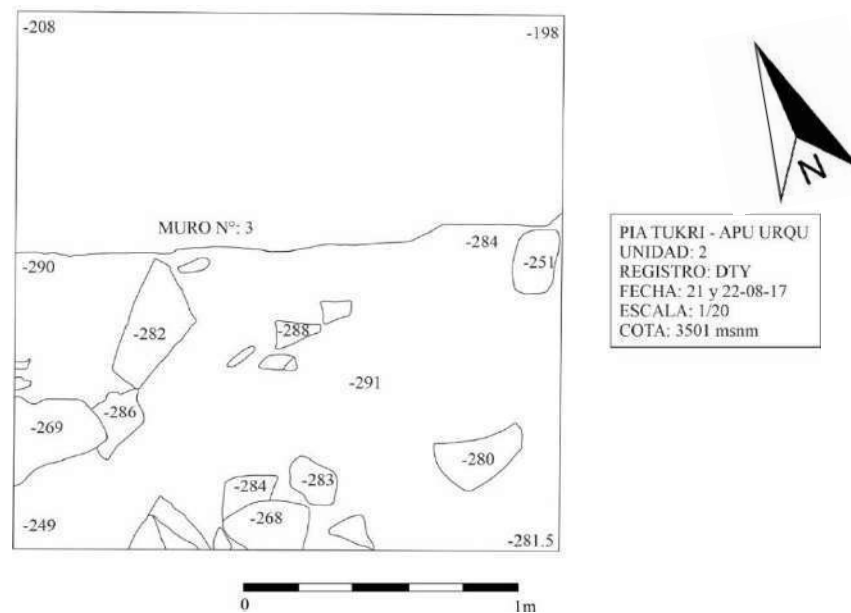 -208
-198
MURO N°: 3
-290
-284
-251
-282
-288
-291
-269
-286
-280
-284
-283
-268
-249
-281.5
0
1m
N
PIA TUKRI - APU URQU
UNIDAD: 2
REGISTRO: DTY
FECHA: 21 y 22-08-17
ESCALA: 1/20
COTA: 3501 msnm